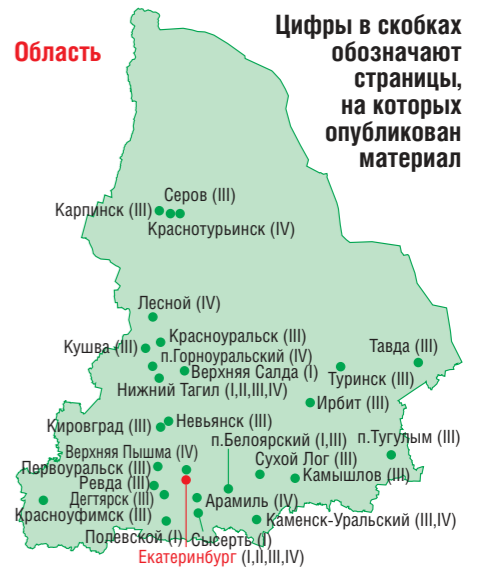 Область
Цифры в скобках
обозначают
страницы,
на которых
опубликован
материал
Серов (III)
Карпинск (III)
Краснотурьинск (IV)
Лесной (IV)
Красноуральск (III)
Кушва (III)
п.Горноуральский (IV)
Тавда (III)
Верхняя Салда (I)
Туринск (III)
Нижний Тагил (I,II,III,IV)
Ирбит (III)
Невьянск (III)
Кировград (III)
п.Белоярский (I,III)
п.Тугулым (III)
Верхняя Пышма (IV)
Сухой Лог (III)
Первоуральск (III)
Камышлов (III)
Ревда (III)
Дегтярск (III)
Арамиль (IV)
Красноуфимск (III)
Каменск-Уральский (III,IV)
Полевской (I)
Сысерть (I)
Екатеринбург (I,II,III,IV)